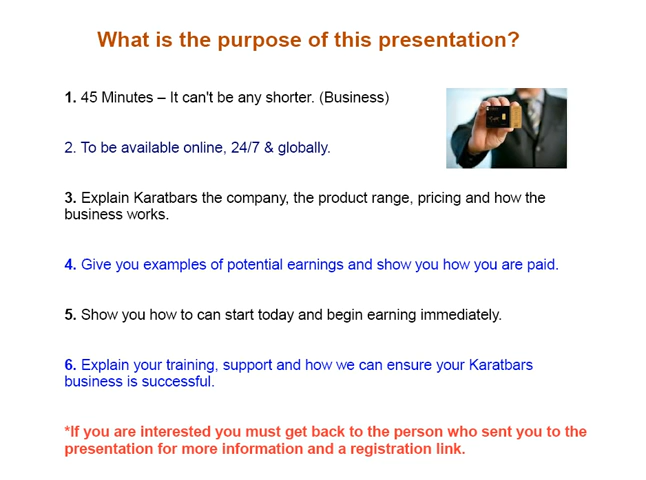 What is the purpose of this presentation?
1. 45 Minutes – It can't be any shorter. (Business)
2. To be available online, 24/7 & globally.
3. Explain Karatbars the company, the product range, pricing and how the
business works.
4. Give you examples of potential earnings and show you how you are paid.
5. Show you how to can start today and begin earning immediately.
6. Explain your training, support and how we can ensure your Karatbars
business is successful.
*If you are interested you must get back to the person who sent you to the
presentation for more information and a registration link.